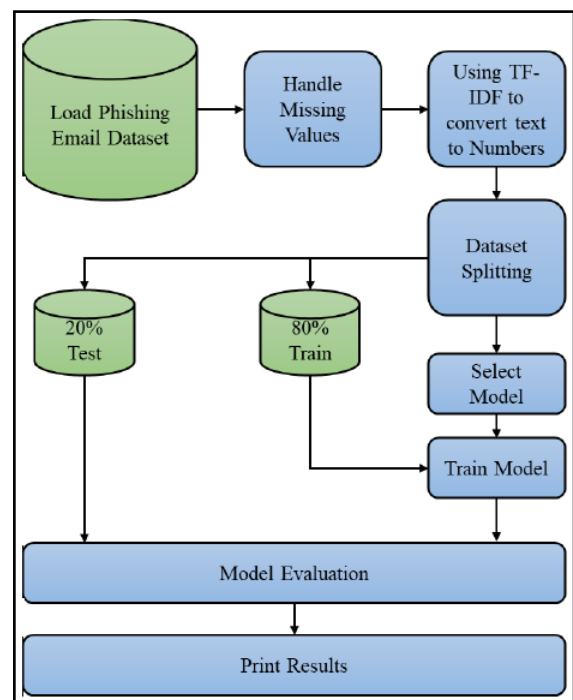 Load Phishing
Email Dataset
Handle
Missing
Values
Using TF-
IDF to
convert text
to Numbers
Dataset
Splitting
20%
Test
80%
Train
Select
Model
Train Model
Model Evaluation
Print Results